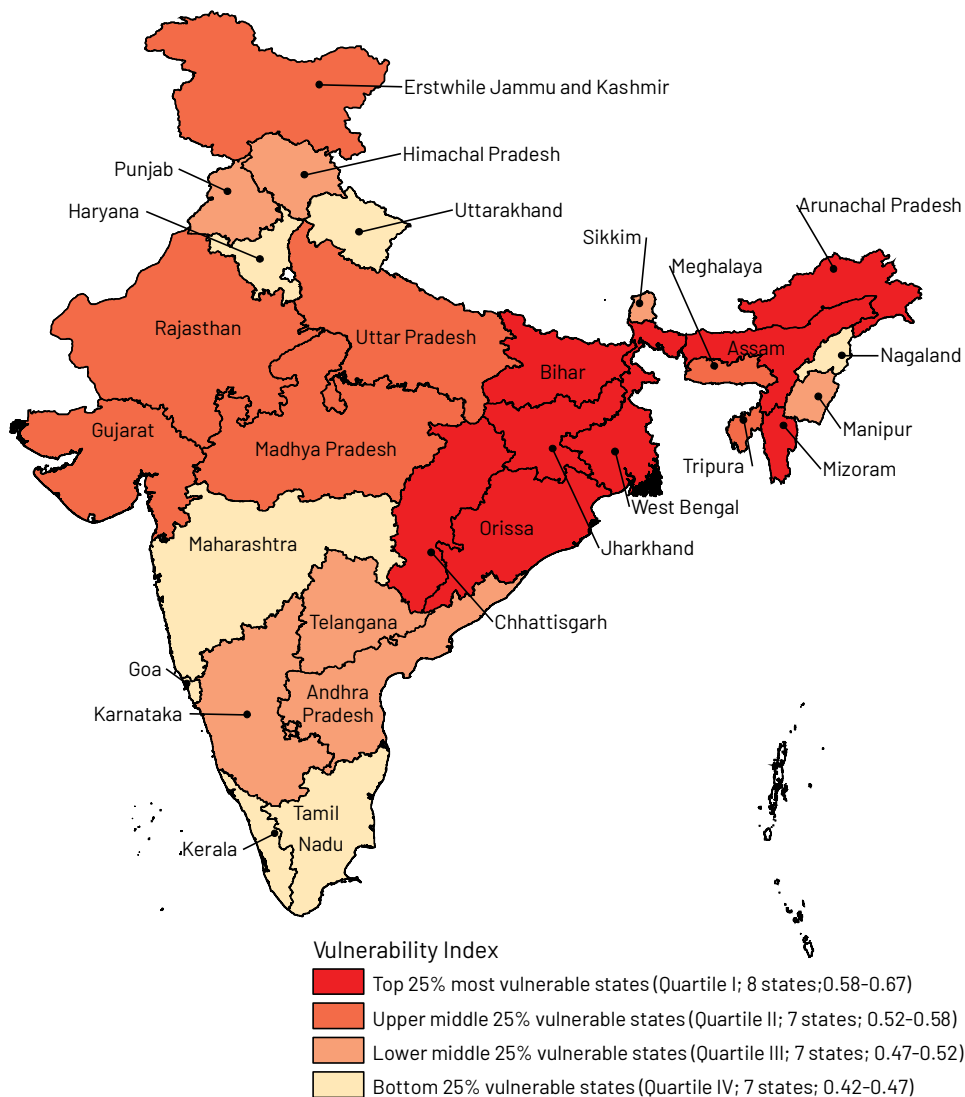 Erstwhile Jammu and Kashmir
Himachal Pradesh
Punjab
Haryana
Uttarakhand
Arunachal Pradesh
Sikkim
Meghalaya
Rajasthan
Uttar Pradesh
Assam
Nagaland
Bihar
Gujarat
Madhya Pradesh
Manipur
Tripura
Mizoram
West Bengal
Orissa
Maharashtra
Jharkhand
Telangana
Chhattisgarh
Goa
Andhra
Pradesh
Karnataka
Tamil
Nadu
Kerala
Vulnerability Index
Top 25% most vulnerable states (Quartile I; 8 states;0.58-0.67)
Upper middle 25% vulnerable states (Quartile II; 7 states; 0.52-0.58)
Lower middle 25% vulnerable states (Quartile III; 7 states; 0.47-0.52)
Bottom 25% vulnerable states (Quartile IV; 7 states; 0.42-0.47)